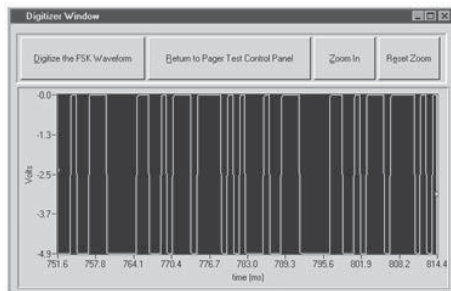 Digitizer Window
Digitize the FSK Waveform Return to Pager Test Control Panel Zoom In Reset Zoom
-0.0
-1.3
-2.5
-3.7
-4.9
Volts
751.6 757.8 764.1 770.4 776.7 783.0 789.3 795.6 801.9 808.2 814.4
time (ms)